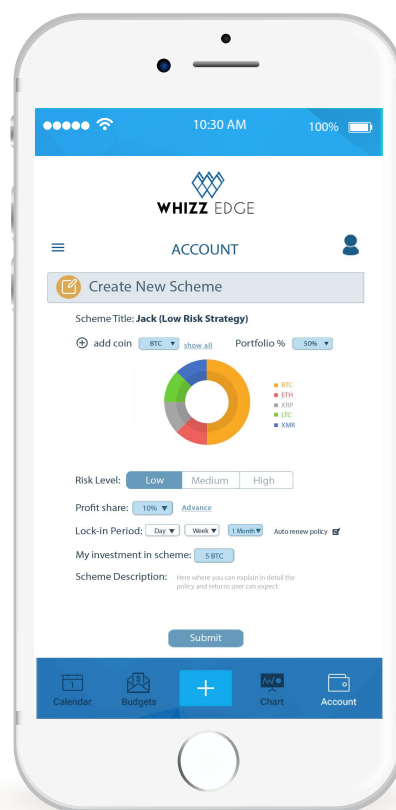 10:30 AM
100%
WHIZZ EDGE
ACCOUNT
Create New Scheme
Scheme Title: Jack (Low Risk Strategy)
add coin BTC show all Portfolio % 50%
BTC
ETH
XRP
LTC
XMR
Risk Level: Low Medium High
Profit share: 10% Advance
Lock-in Period: Day Week 1 Month Auto renew policy
My investment in scheme: 5 BTC
Scheme Description: Here where you can explain in detail the
policy and returns user can expect.
Submit
1 $
Calendar Budgets + Chart Account